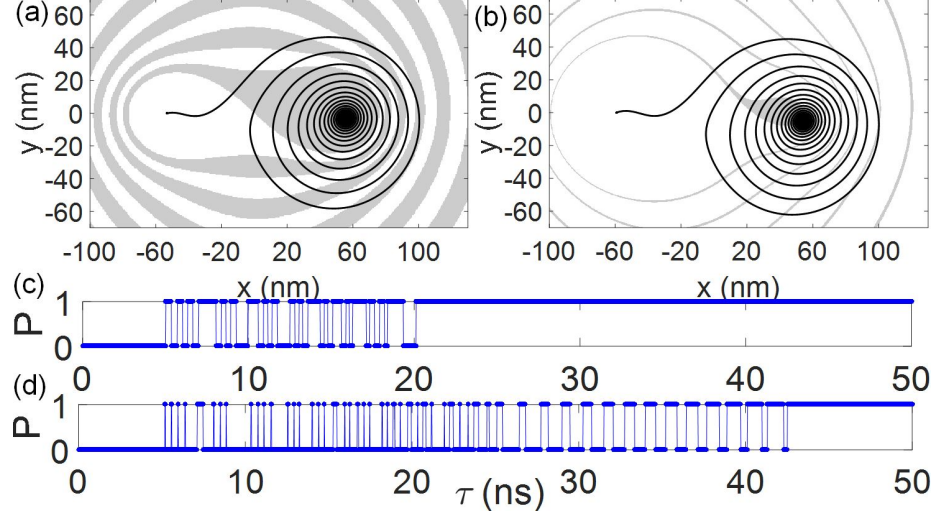 (a) (b)
60 60
40 40
20 20
0 0
-20 -20
-40 -40
-60 -60
y (nm) y (nm)
-100 -60 -20 20 60 100 -100 -60 -20 20 60 100
x (nm) x (nm)
(c)
1
P
0
0 10 20 30 40 50
(d)
1
P
0
0 10 20 30 40 50
τ (ns)